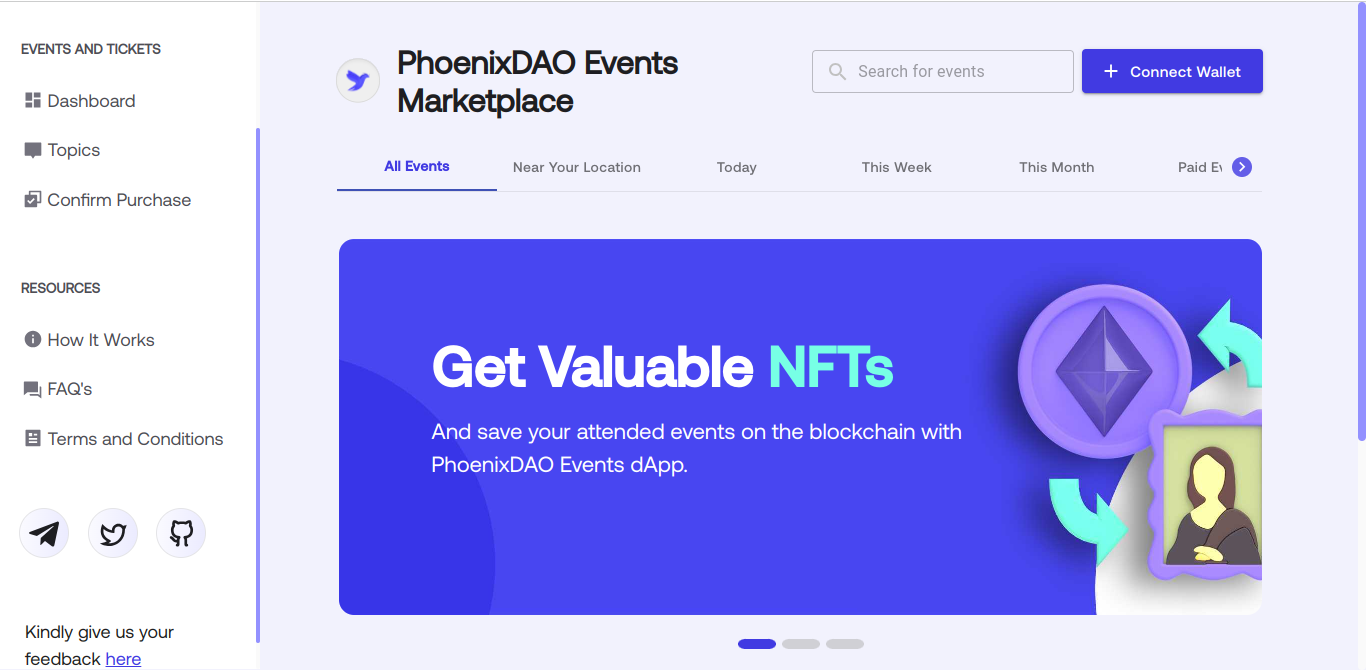 EVENTS AND TICKETS
Dashboard
Topics
Confirm Purchase
RESOURCES
How It Works
FAQ's
Terms and Conditions
Kindly give us your
feedback here
PhoenixDAO Events
Marketplace
Search for events
Connect Wallet
All Events
Near Your Location
Today
This Week
This Month
Paid Ev
Get Valuable NFTs
And save your attended events on the blockchain with
PhoenixDAO Events dApp.